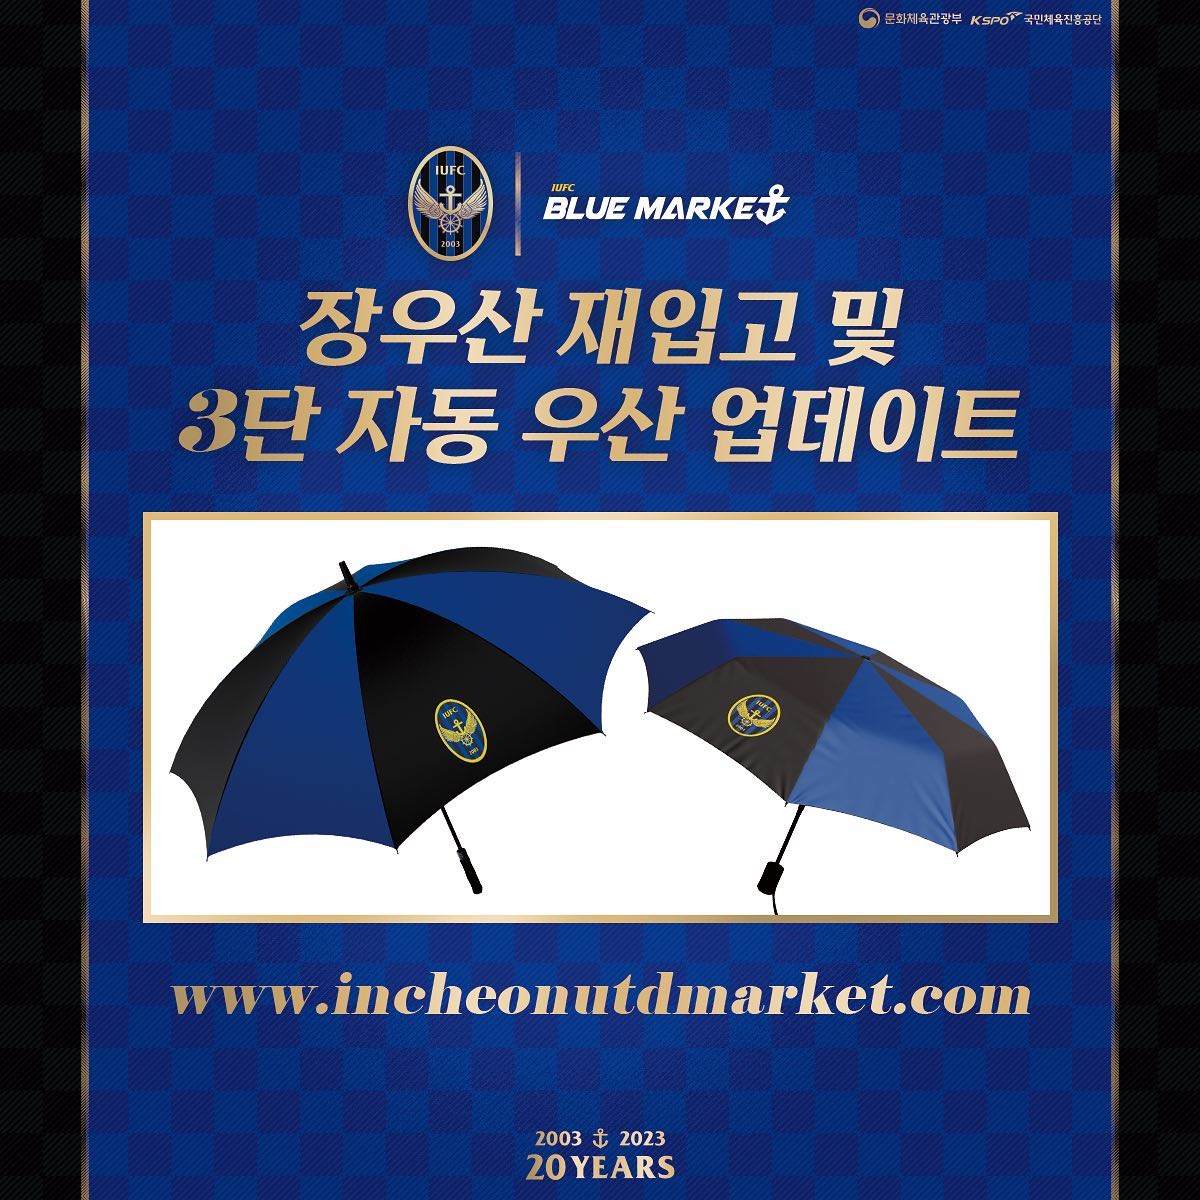 문화체육관광부 KSPO 국민체육진흥공단
IUFC
2003
IUFC
BLUE MARKET
장우산 재입고 및
3단 자동 우산 업데이트
IUFC
IUFC
www.incheonutdmarket.com
2003 2023
20 YEARS